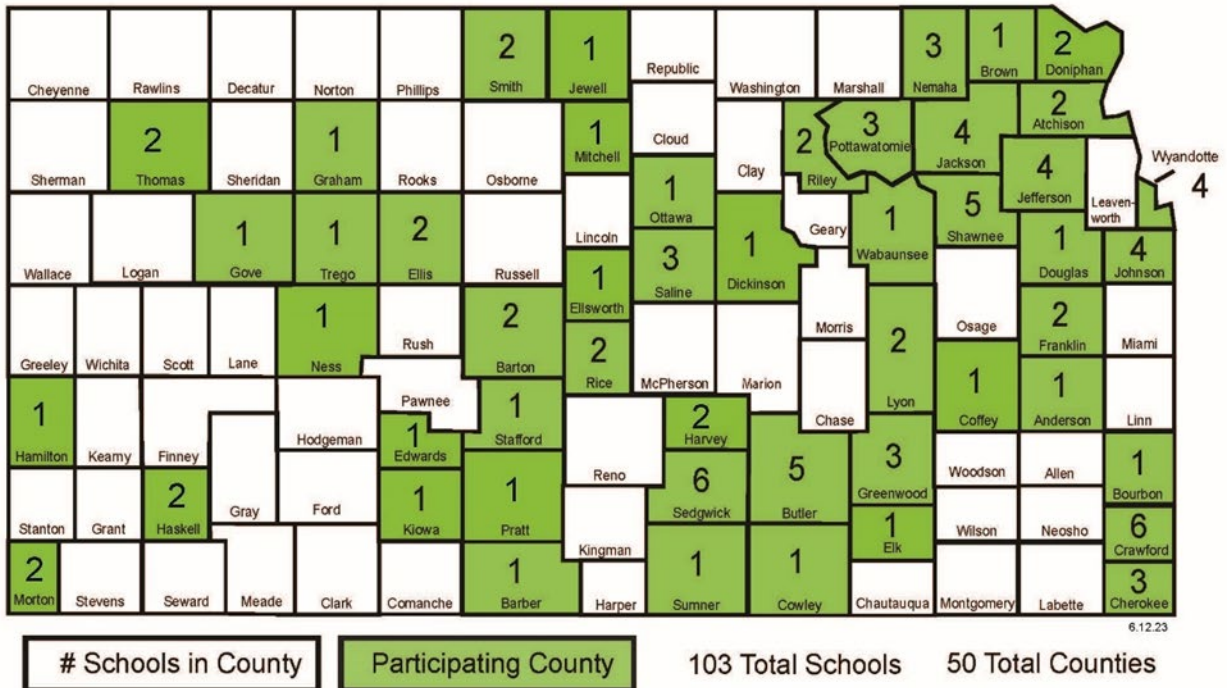 2
Smith
1
Jewell
Republic
Cheyenne
Rawlins
Decatur
Norton
Phillips
Washington
Marshall
3
Nemaha
1
Brown
2
Doniphan
2
Thomas
1
Graham
1
Mitchell
Cloud
Clay
2
Riley
3
Pottawatomie
4
Jackson
2
Atchison
Sherman
Sheridan
Rooks
Osborne
4
Jefferson
Leaven-
worth
Wyandotte
4
Wallace
Logan
1
Gove
1
Trego
2
Ellis
Russell
Lincoln
1
Ottawa
3
Saline
1
Dickinson
Geary
1
Wabaunsee
5
Shawnee
1
Douglas
4
Johnson
Greeley
Wichita
Scott
Lane
1
Ness
Rush
2
Barton
1
Ellsworth
2
Rice
McPherson
Marion
Morris
Chase
2
Lyon
Osage
2
Franklin
Miami
1
Hamilton
Kearny
Finney
Hodgeman
Pawnee
1
Edwards
1
Stafford
Reno
2
Harvey
1
Coffey
1
Anderson
Linn
Stanton
Grant
2
Haskell
Gray
Ford
1
Kiowa
1
Pratt
Kingman
6
Sedgwick
5
Butler
3
Greenwood
Woodson
Allen
1
Bourbon
1
Elk
Wilson
Neosho
6
Crawford
2
Morton
Stevens
Seward
Meade
Clark
Comanche
1
Barber
Harper
1
Sumner
1
Cowley
Chautauqua
Montgomery
Labette
3
Cherokee
6.12.23
# Schools in County
Participating County
103 Total Schools
50 Total Counties